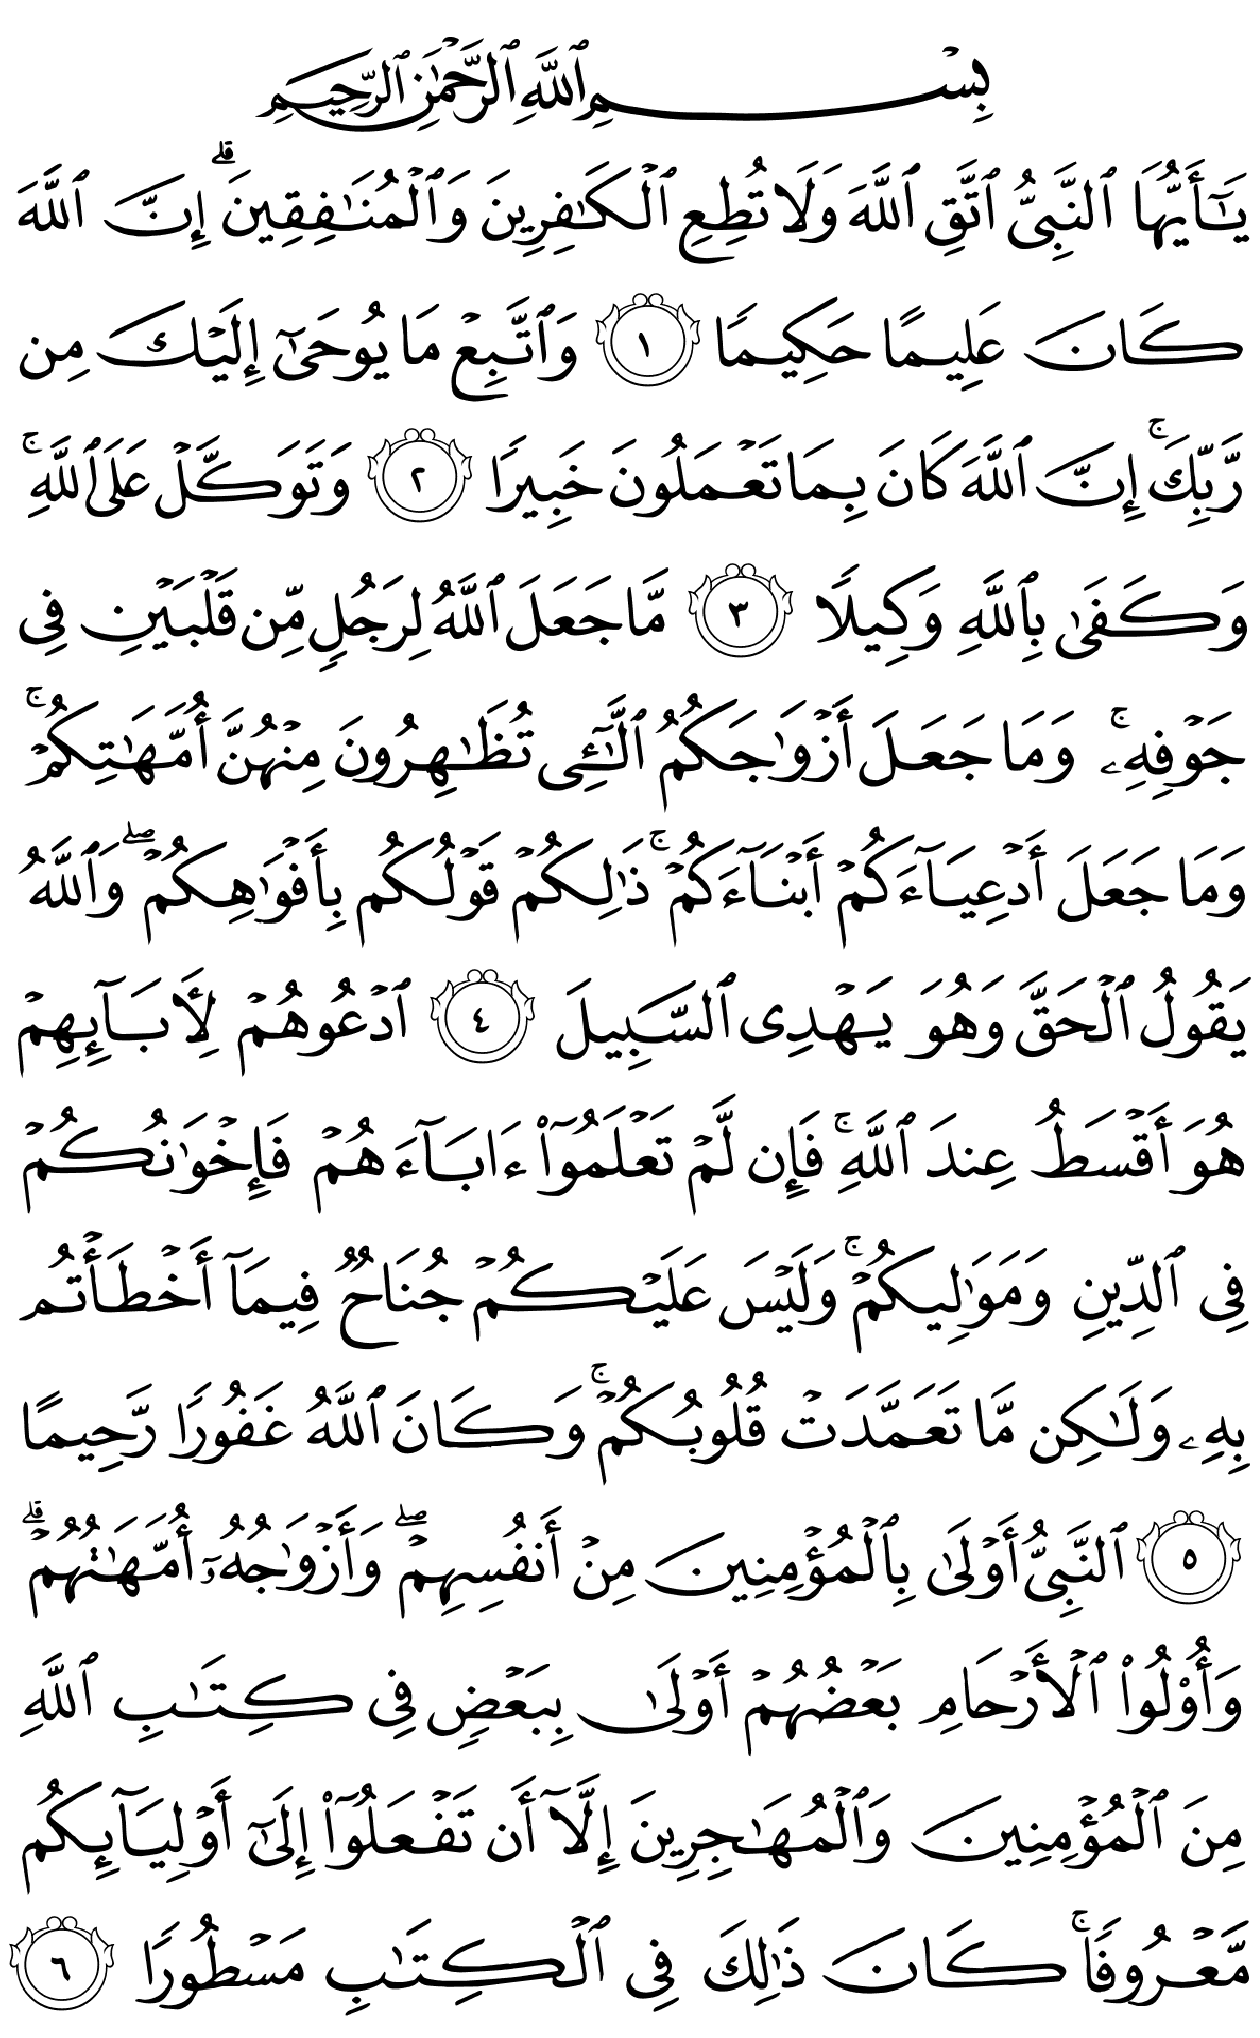 بِسْمِ ٱللَّهِ ٱلرَّحْمَٰنِ ٱلرَّحِيمِ
يَٰٓأَيُّهَا ٱلنَّبِىُّ ٱتَّقِ ٱللَّهَ وَلَا تُطِعِ ٱلْكَٰفِرِينَ وَٱلْمُنَٰفِقِينَ ۗ إِنَّ ٱللَّهَ
كَانَ عَلِيمًا حَكِيمًا ١ وَٱتَّبِعْ مَا يُوحَىٰٓ إِلَيْكَ مِن
رَّبِّكَ ۚ إِنَّ ٱللَّهَ كَانَ بِمَا تَعْمَلُونَ خَبِيرًا ٢ وَتَوَكَّلْ عَلَى ٱللَّهِ ۚ
وَكَفَىٰ بِٱللَّهِ وَكِيلًا ٣ مَّا جَعَلَ ٱللَّهُ لِرَجُلٍ مِّن قَلْبَيْنِ فِى
جَوْفِهِۦ ۚ وَمَا جَعَلَ أَزْوَٰجَكُمُ ٱلَّٰٓـِٔى تُظَٰهِرُونَ مِنْهُنَّ أُمَّهَٰتِكُمْ ۚ
وَمَا جَعَلَ أَدْعِيَآءَكُمْ أَبْنَآءَكُمْ ۚ ذَٰلِكُمْ قَوْلُكُم بِأَفْوَٰهِكُمْ ۖ وَٱللَّهُ
يَقُولُ ٱلْحَقَّ وَهُوَ يَهْدِى ٱلسَّبِيلَ ٤ ٱدْعُوهُمْ لِـَٔابَآئِهِمْ
هُوَ أَقْسَطُ عِندَ ٱللَّهِ ۚ فَإِن لَّمْ تَعْلَمُوٓا۟ ءَابَآءَهُمْ فَإِخْوَٰنُكُمْ
فِى ٱلدِّينِ وَمَوَٰلِيكُمْ ۚ وَلَيْسَ عَلَيْكُمْ جُنَاحٌ فِيمَآ أَخْطَأْتُم
بِهِۦ وَلَٰكِن مَّا تَعَمَّدَتْ قُلُوبُكُمْ ۚ وَكَانَ ٱللَّهُ غَفُورًا رَّحِيمًا
٥ ٱلنَّبِىُّ أَوْلَىٰ بِٱلْمُؤْمِنِينَ مِنْ أَنفُسِهِمْ ۖ وَأَزْوَٰجُهُۥٓ أُمَّهَٰتُهُمْ ۗ
وَأُو۟لُوا۟ ٱلْأَرْحَامِ بَعْضُهُمْ أَوْلَىٰ بِبَعْضٍ فِى كِتَٰبِ ٱللَّهِ
مِنَ ٱلْمُؤْمِنِينَ وَٱلْمُهَٰجِرِينَ إِلَّآ أَن تَفْعَلُوٓا۟ إِلَىٰٓ أَوْلِيَآئِكُم
مَّعْرُوفًا ۚ كَانَ ذَٰلِكَ فِى ٱلْكِتَٰبِ مَسْطُورًا ٦